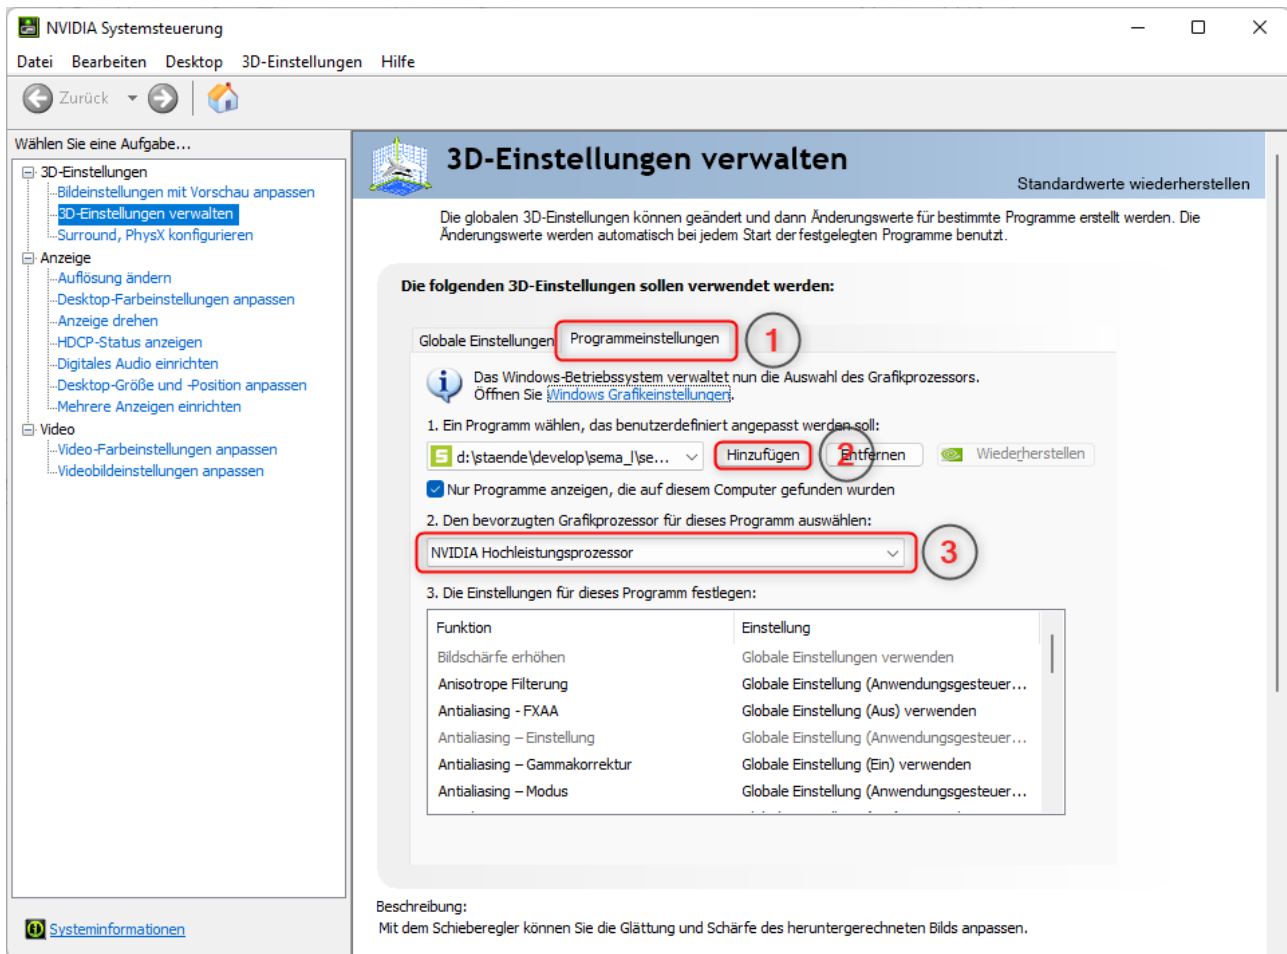 NVIDIA Systemsteuerung
Datei Bearbeiten Desktop 3D-Einstellungen Hilfe
Zurück
Wählen Sie eine Aufgabe...
3D-Einstellungen
Bildeinstellungen mit Vorschau anpassen
3D-Einstellungen verwalten
Surround, PhysX konfigurieren
Anzeige
Auflösung ändern
Desktop-Farbeinstellungen anpassen
Anzeige drehen
HDCP-Status anzeigen
Digitales Audio einrichten
Desktop-Größe und -Position anpassen
Mehrere Anzeigen einrichten
Video
Video-Farbeinstellungen anpassen
Videobildeinstellungen anpassen
Systeminformationen
3D-Einstellungen verwalten
Standardwerte wiederherstellen
Die globalen 3D-Einstellungen können geändert und dann Änderungswerte für bestimmte Programme erstellt werden. Die
Änderungswerte werden automatisch bei jedem Start der festgelegten Programme benutzt.
Die folgenden 3D-Einstellungen sollen verwendet werden:
Globale Einstellungen Programmeinstellungen 1
Das Windows-Betriebssystem verwaltet nun die Auswahl des Grafikprozessors.
Öffnen Sie Windows Grafikeinstellungen.
1. Ein Programm wählen, das benutzerdefiniert angepasst werden soll:
S d:\staende\develop\sema_l\se... Hinzufügen 2 Entfernen Wiederherstellen
Nur Programme anzeigen, die auf diesem Computer gefunden wurden
2. Den bevorzugten Grafikprozessor für dieses Programm auswählen:
NVIDIA Hochleistungsprozessor 3
3. Die Einstellungen für dieses Programm festlegen:
Funktion Einstellung
Bildschärfe erhöhen Globale Einstellungen verwenden
Anisotrope Filterung Globale Einstellung (Anwendungsgesteuer...
Antialiasing - FXAA Globale Einstellung (Aus) verwenden
Antialiasing – Einstellung Globale Einstellung (Anwendungsgesteuer...
Antialiasing – Gammakorrektur Globale Einstellung (Ein) verwenden
Antialiasing – Modus Globale Einstellung (Anwendungsgesteuer...
Beschreibung:
Mit dem Schieberegler können Sie die Glättung und Schärfe des heruntergerechneten Bilds anpassen.